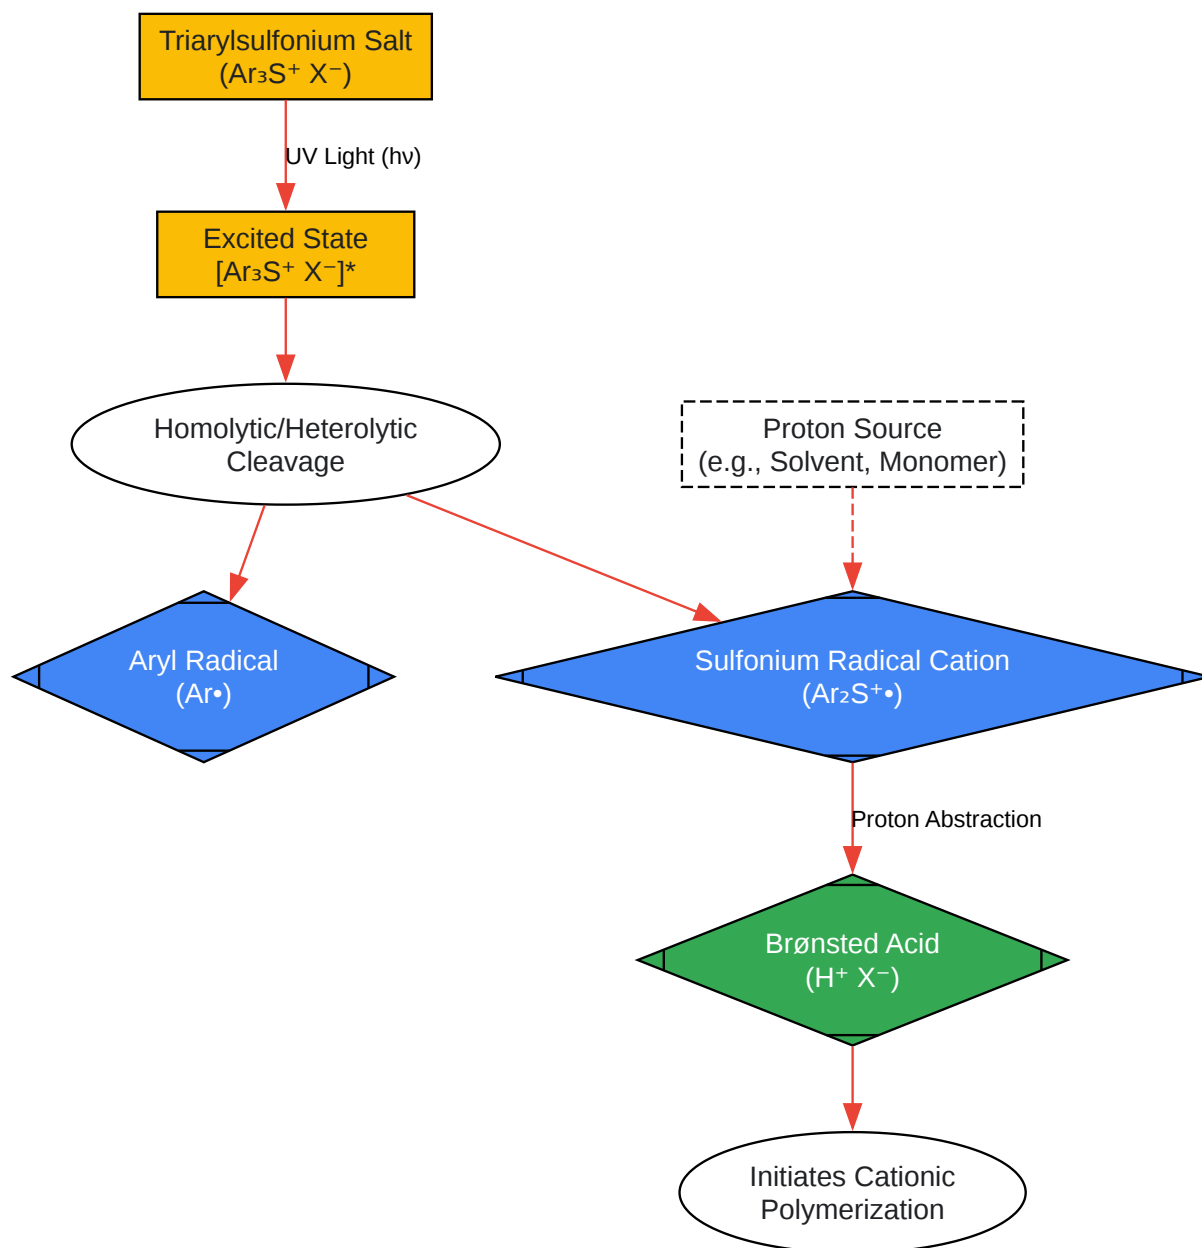 Triarylsulfonium Salt
(Ar₃S⁺ X⁻)
UV Light (hν)
Excited State
[Ar₃S⁺ X⁻]*
Homolytic/Heterolytic
Cleavage
Proton Source
(e.g., Solvent, Monomer)
Aryl Radical
(Ar•)
Sulfonium Radical Cation
(Ar₂S⁺•)
Proton Abstraction
Brønsted Acid
(H⁺ X⁻)
Initiates Cationic
Polymerization